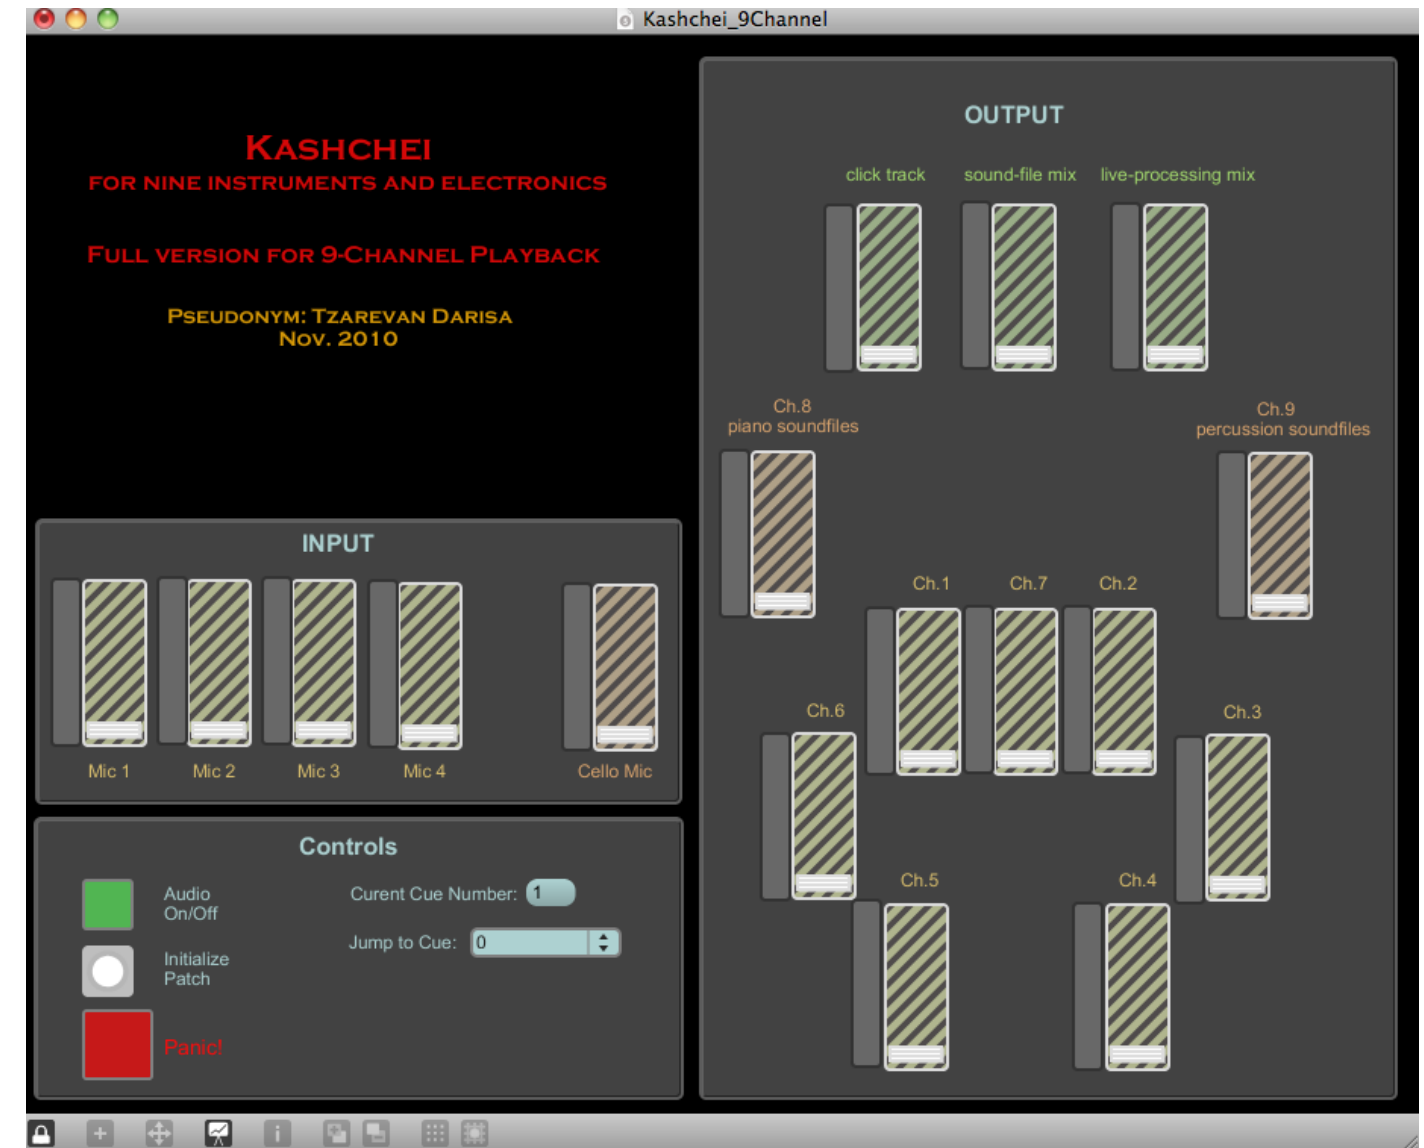 Kashchei_9Channel
Kashchei
for nine instruments and electronics
Full version for 9-Channel Playback
Pseudonym: Tzarevan Darisa
Nov. 2010
INPUT
Mic 1
Mic 2
Mic 3
Mic 4
Cello Mic
Controls
Audio
On/Off
Initialize
Patch
Panic!
Curent Cue Number: 1
Jump to Cue: 0
OUTPUT
click track
sound-file mix
live-processing mix
Ch.8
piano soundfiles
Ch.9
percussion soundfiles
Ch.1
Ch.7
Ch.2
Ch.6
Ch.3
Ch.5
Ch.4